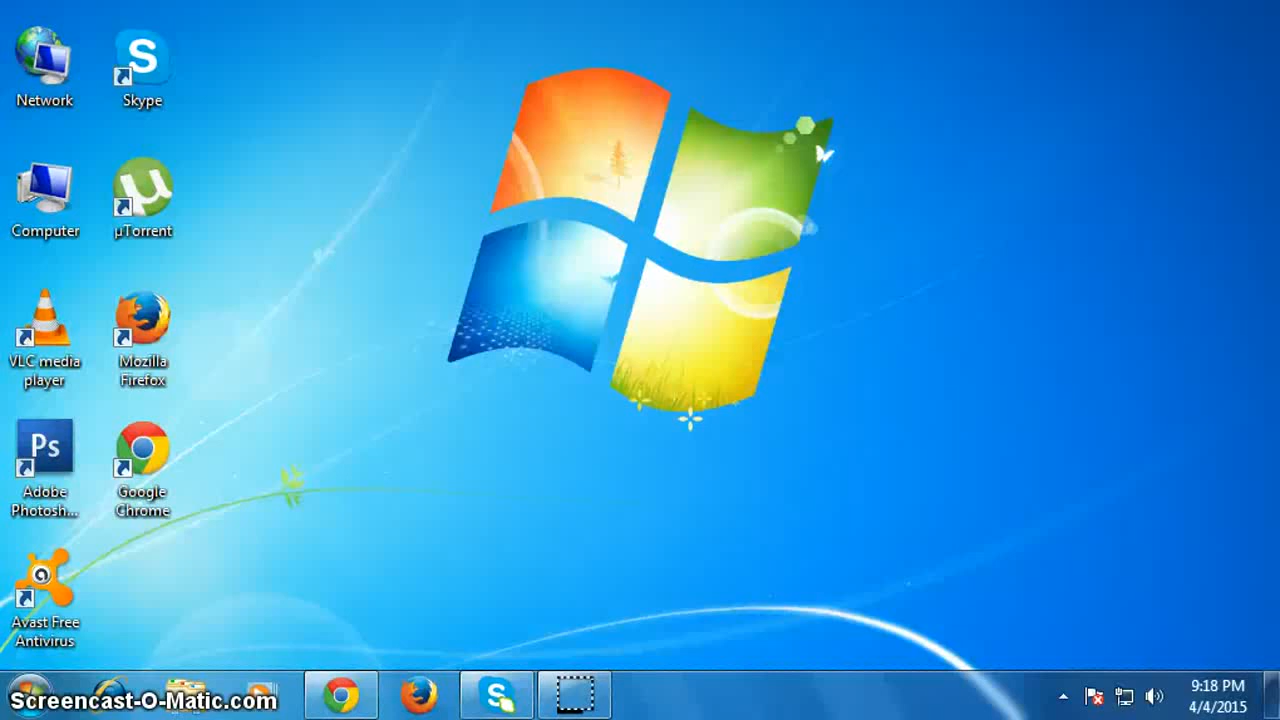 Network
Skype
Computer
µTorrent
VLC media
player
Mozilla
Firefox
Ps
Adobe
Photosh...
Google
Chrome
Avast Free
Antivirus
Screencast-O-Matic.com
9:18 PM
4/4/2015